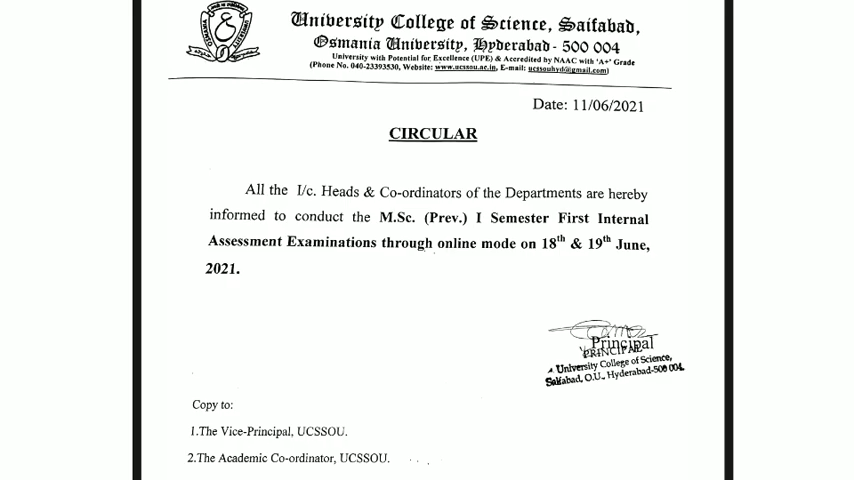 University College of Science, Saifabad,
Osmania University, Hyderabad - 500 004
University with Potential for Excellence (UPE) & Accredited by NAAC with 'A+' Grade
(Phone No. 040-23393530, Website: www.ucssou.ac.in, E-mail: ucssouhyd@gmail.com)
Date: 11/06/2021
CIRCULAR
All the I/c. Heads & Co-ordinators of the Departments are hereby
informed to conduct the M.Sc. (Prev.) I Semester First Internal
Assessment Examinations through online mode on 18th & 19th June,
2021.
Principal
PRINCIPAL
University College of Science,
Saifabad, O.U., Hyderabad-500 004.
Copy to:
1.The Vice-Principal, UCSSOU.
2.The Academic Co-ordinator, UCSSOU.